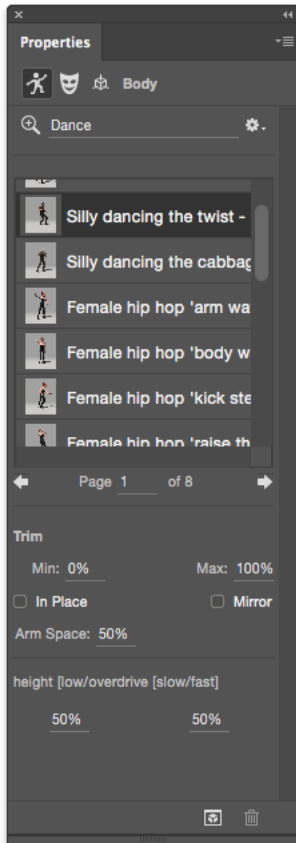 Properties
Body
Dance
Silly dancing the twist -
Silly dancing the cabbag
Female hip hop 'arm wa
Female hip hop 'body w
Female hip hop 'kick ste
Female hip hop 'raise th
Page 1 of 8
Trim
Min: 0% Max: 100%
In Place Mirror
Arm Space: 50%
height [low/overdrive [slow/fast]
50% 50%